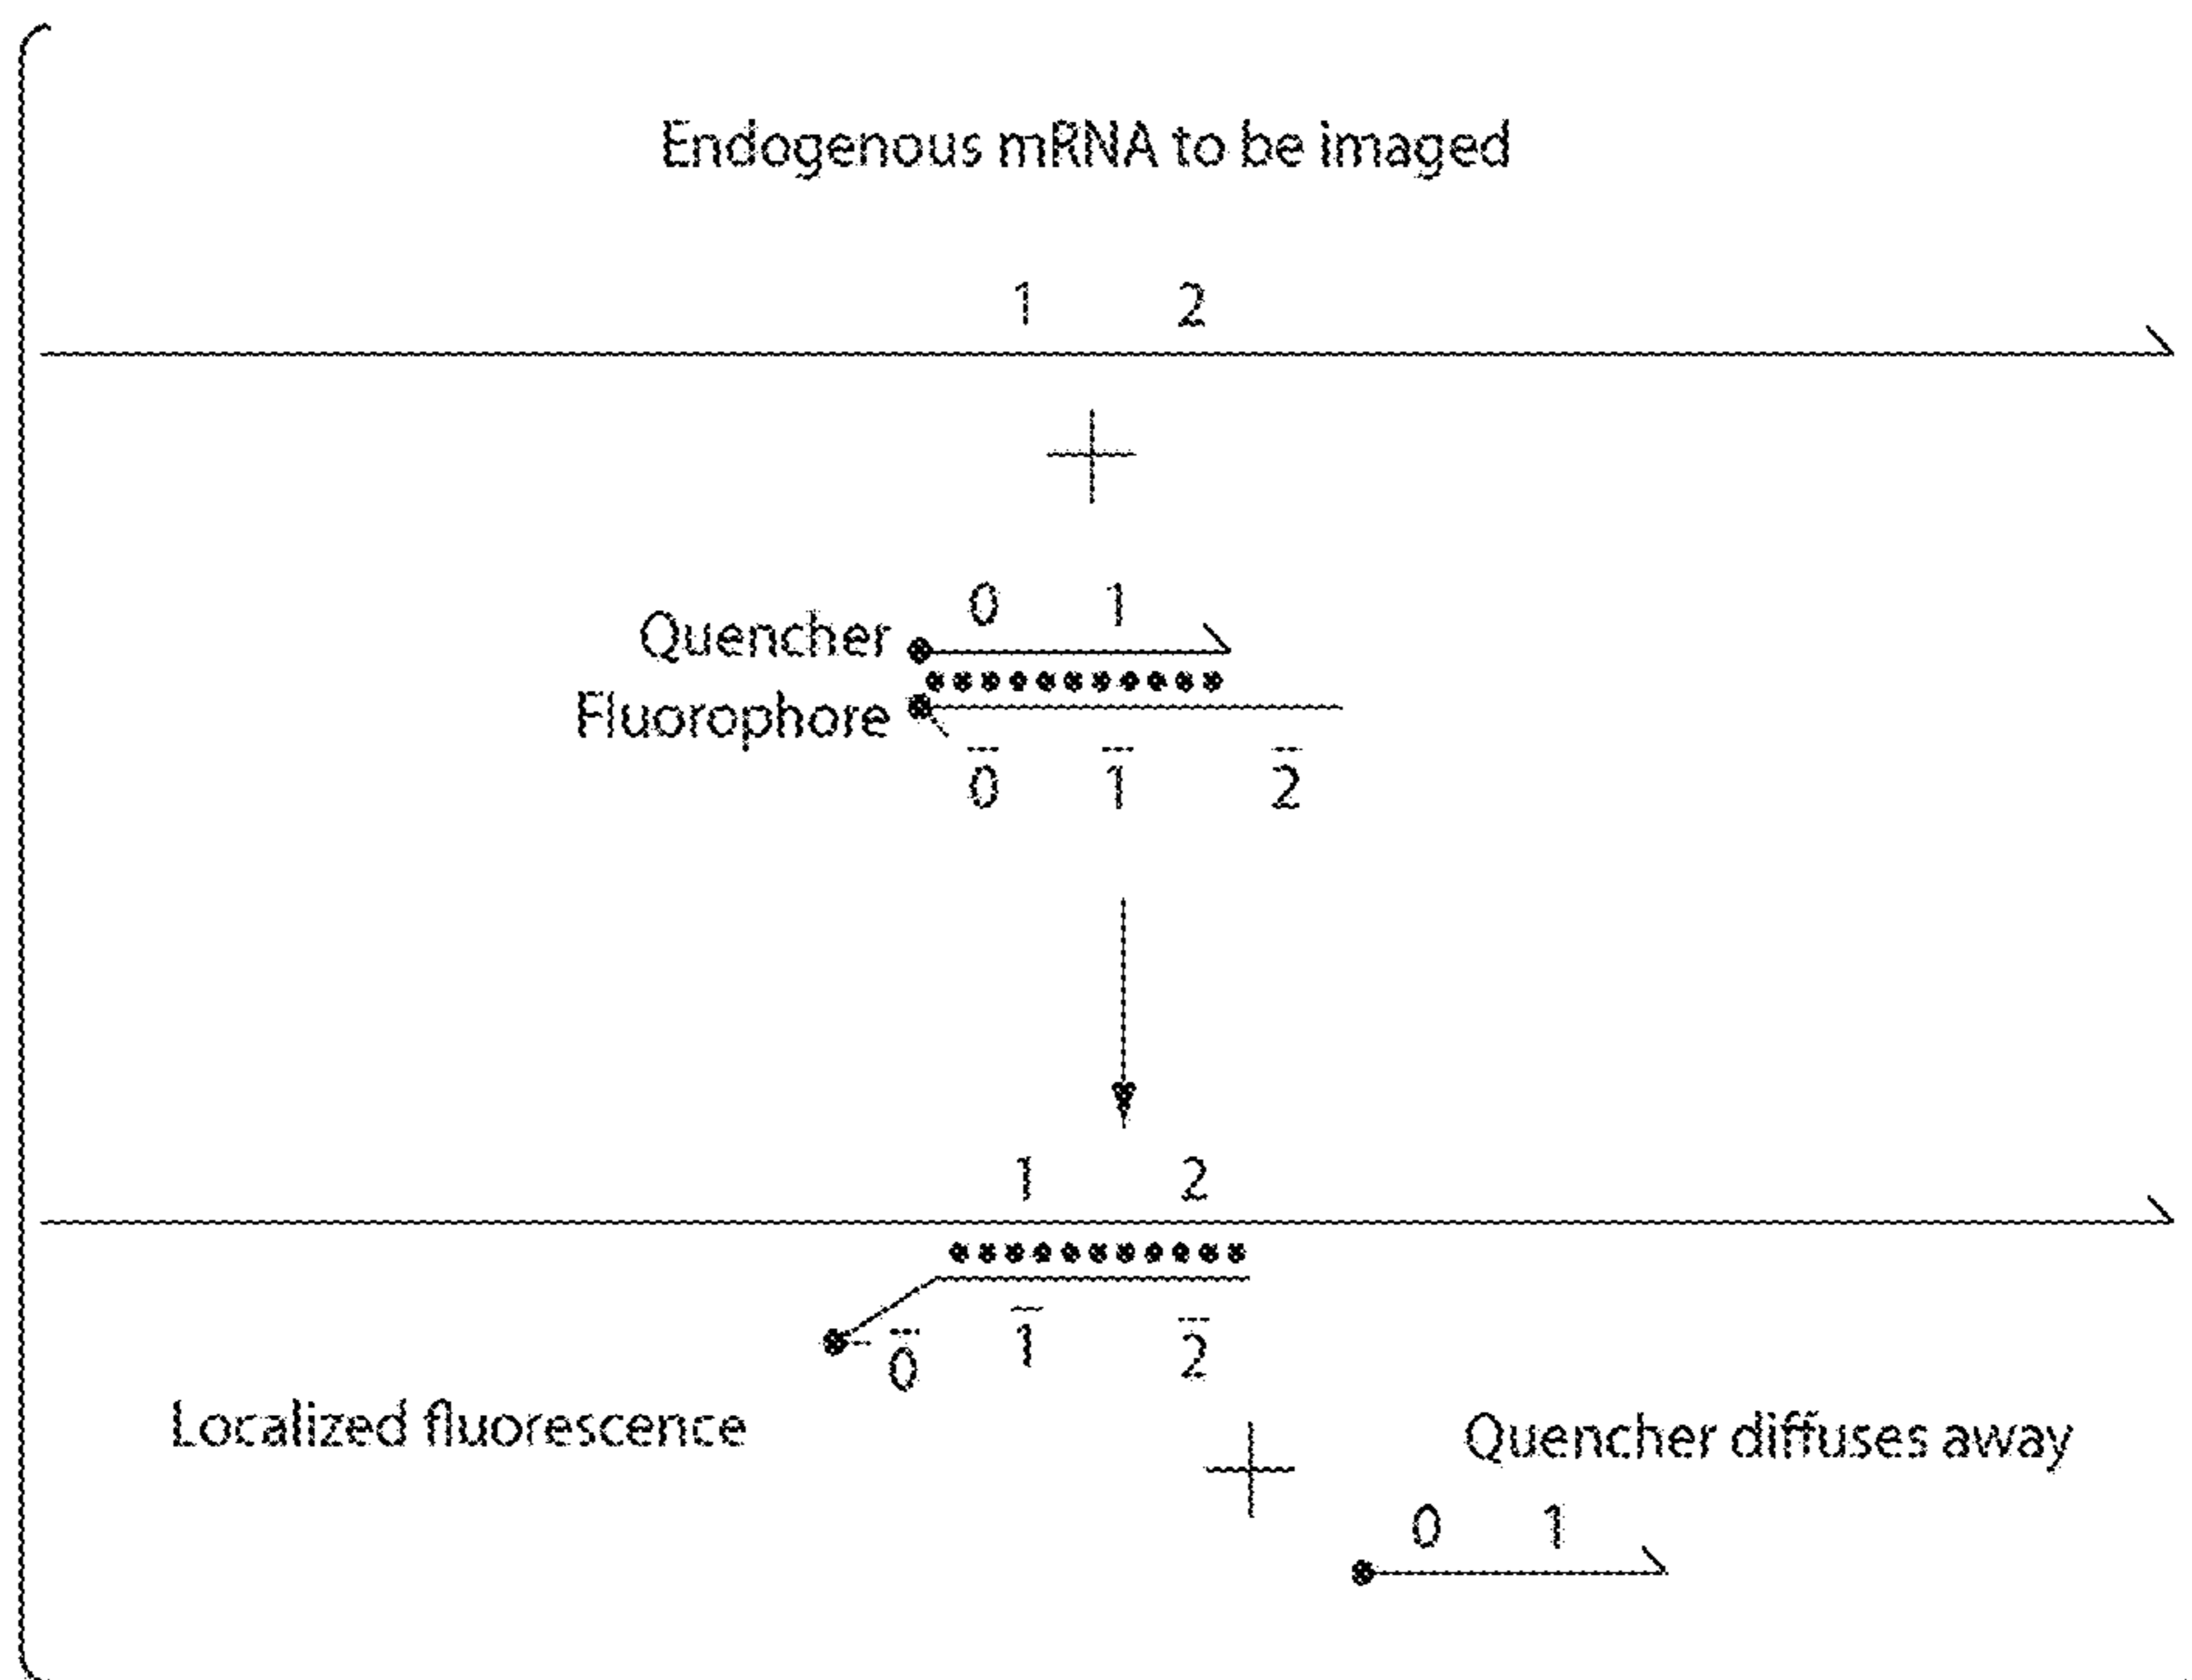 Endogenous mRNA to be imaged
1 2
0 1
Quencher
Fluorophore
0̅ 1̅ 2̅
1 2
0̅ 1̅ 2̅
Localized fluorescence
Quencher diffuses away
0 1